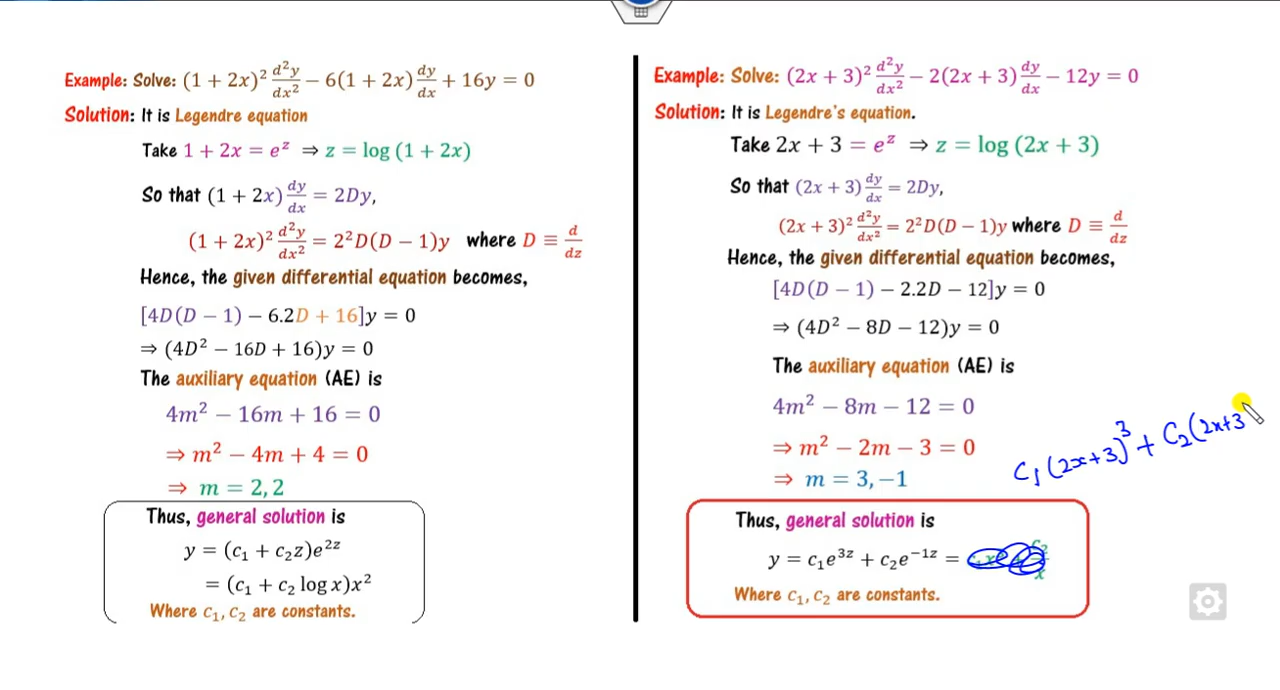 Example: Solve: (1 + 2x)² d²y/dx² − 6(1 + 2x) dy/dx + 16y = 0
Solution: It is Legendre equation
Take 1 + 2x = eᶻ ⇒ z = log (1 + 2x)
So that (1 + 2x) dy/dx = 2Dy,
(1 + 2x)² d²y/dx² = 2²D(D − 1)y where D ≡ d/dz
Hence, the given differential equation becomes,
[4D(D − 1) − 6.2D + 16]y = 0
⇒ (4D² − 16D + 16)y = 0
The auxiliary equation (AE) is
4m² − 16m + 16 = 0
⇒ m² − 4m + 4 = 0
⇒ m = 2, 2
Thus, general solution is
y = (c₁ + c₂z)e²ᶻ
= (c₁ + c₂ log x)x²
Where c₁, c₂ are constants.
Example: Solve: (2x + 3)² d²y/dx² − 2(2x + 3) dy/dx − 12y = 0
Solution: It is Legendre's equation.
Take 2x + 3 = eᶻ ⇒ z = log (2x + 3)
So that (2x + 3) dy/dx = 2Dy,
(2x + 3)² d²y/dx² = 2²D(D − 1)y where D ≡ d/dz
Hence, the given differential equation becomes,
[4D(D − 1) − 2.2D − 12]y = 0
⇒ (4D² − 8D − 12)y = 0
The auxiliary equation (AE) is
4m² − 8m − 12 = 0
⇒ m² − 2m − 3 = 0
⇒ m = 3, −1
C₁(2x+3)³ + C₂(2x+3
Thus, general solution is
y = c₁e³ᶻ + c₂e⁻¹ᶻ =
Where c₁, c₂ are constants.